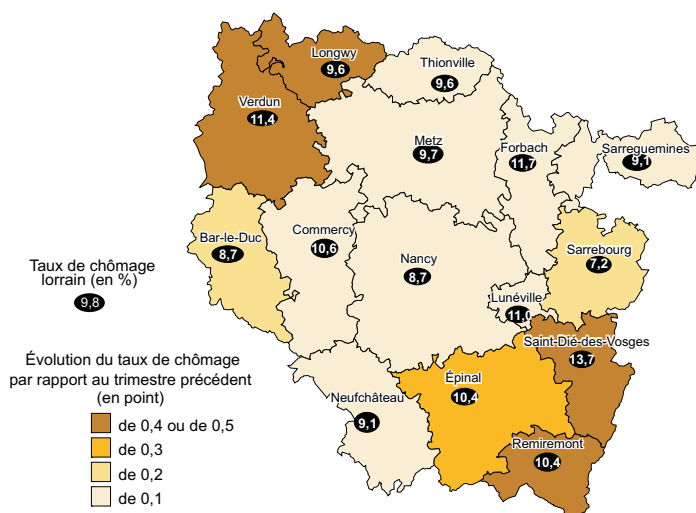 Longwy
9,6
Thionville
9,6
Verdun
11,4
Metz
9,7
Forbach
11,7
Sarreguemines
9,1
Bar-le-Duc
8,7
Commercy
10,6
Nancy
8,7
Sarrebourg
7,2
Lunéville
11,0
Saint-Dié-des-Vosges
13,7
Neufchâteau
9,1
Épinal
10,4
Remiremont
10,4
Taux de chômage
lorrain (en %)
9,8
Évolution du taux de chômage
par rapport au trimestre précédent
(en point)
de 0,4 ou de 0,5
de 0,3
de 0,2
de 0,1